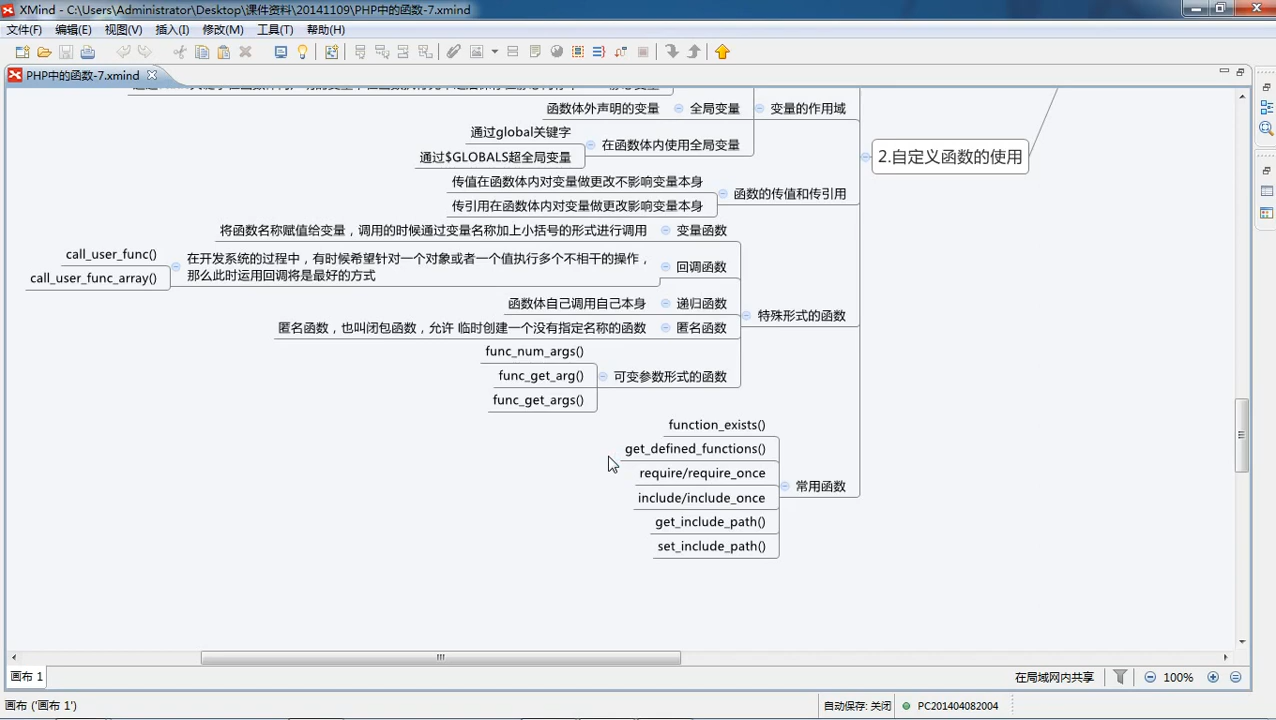 XMind - C:\Users\Administrator\Desktop\课件资料\20141109\PHP中的函数-7.xmind
文件(F) 编辑(E) 视图(V) 插入(I) 修改(M) 工具(T) 帮助(H)
PHP中的函数-7.xmind
函数体外声明的变量 全局变量 变量的作用域
通过global关键字
在函数体内使用全局变量
通过$GLOBALS超全局变量
2.自定义函数的使用
传值在函数体内对变量做更改不影响变量本身
函数的传值和传引用
传引用在函数体内对变量做更改影响变量本身
将函数名称赋值给变量，调用的时候通过变量名称加上小括号的形式进行调用 变量函数
call_user_func()
call_user_func_array()
在开发系统的过程中，有时候希望针对一个对象或者一个值执行多个不相干的操作，
那么此时运用回调将是最好的方式
回调函数
函数体自己调用自己本身 递归函数
特殊形式的函数
匿名函数，也叫闭包函数，允许 临时创建一个没有指定名称的函数 匿名函数
func_num_args()
func_get_arg()
func_get_args()
可变参数形式的函数
function_exists()
get_defined_functions()
require/require_once
include/include_once
get_include_path()
set_include_path()
常用函数
画布 1
在局域网内共享 100%
画布 ('画布 1')
自动保存: 关闭 PC201404082004